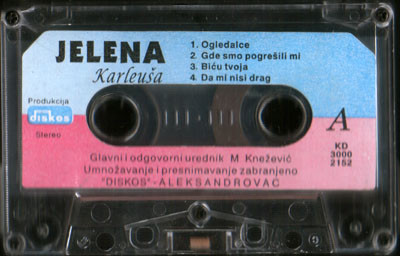 JELENA
Karleuša
1. Ogledalce
2. Gde smo pogrešili mi
3. Biću tvoja
4. Da mi nisi drag
Produkcija
diskos
Stereo
A
KD
3000
2152
Glavni i odgovorni urednik M Knežević
Umnožavanje i presnimavanje zabranjeno
"DISKOS"-ALEKSANDROVAC